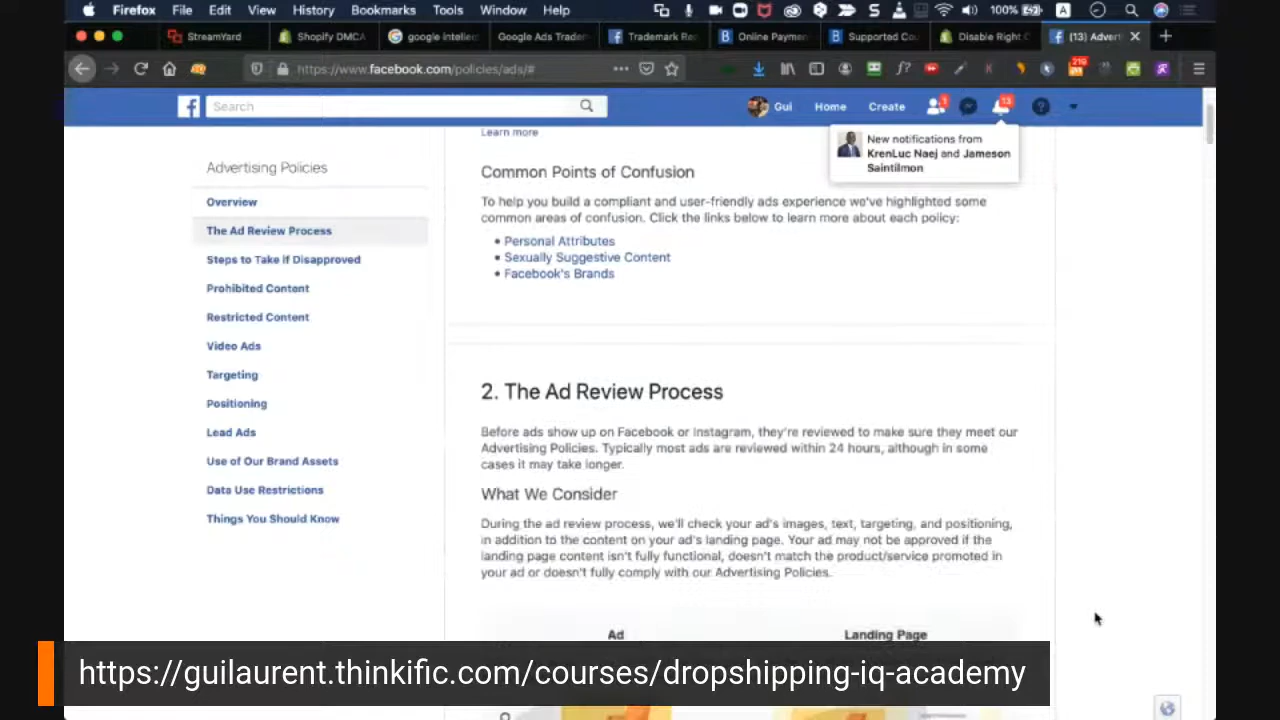 Firefox File Edit View History Bookmarks Tools Window Help 100%
StreamYard Shopify DMCA google Google Ads Trade Trademark Re Online Paymen Supported Cou Disable Right C (13) Advert
https://www.facebook.com/policies/ads/# 216
Search Gui Home Create 1 13
Learn more
New notifications from
KrenLuc Naej and Jameson
Saintilmon
Advertising Policies
Overview
The Ad Review Process
Steps to Take if Disapproved
Prohibited Content
Restricted Content
Video Ads
Targeting
Positioning
Lead Ads
Use of Our Brand Assets
Data Use Restrictions
Things You Should Know
Common Points of Confusion
To help you build a compliant and user-friendly ads experience we've highlighted some
common areas of confusion. Click the links below to learn more about each policy:
• Personal Attributes
• Sexually Suggestive Content
• Facebook's Brands
2. The Ad Review Process
Before ads show up on Facebook or Instagram, they're reviewed to make sure they meet our
Advertising Policies. Typically most ads are reviewed within 24 hours, although in some
cases it may take longer.
What We Consider
During the ad review process, we'll check your ad's images, text, targeting, and positioning,
in addition to the content on your ad's landing page. Your ad may not be approved if the
landing page content isn't fully functional, doesn't match the product/service promoted in
your ad or doesn't fully comply with our Advertising Policies.
Ad Landing Page
https://guilaurent.thinkific.com/courses/dropshipping-iq-academy